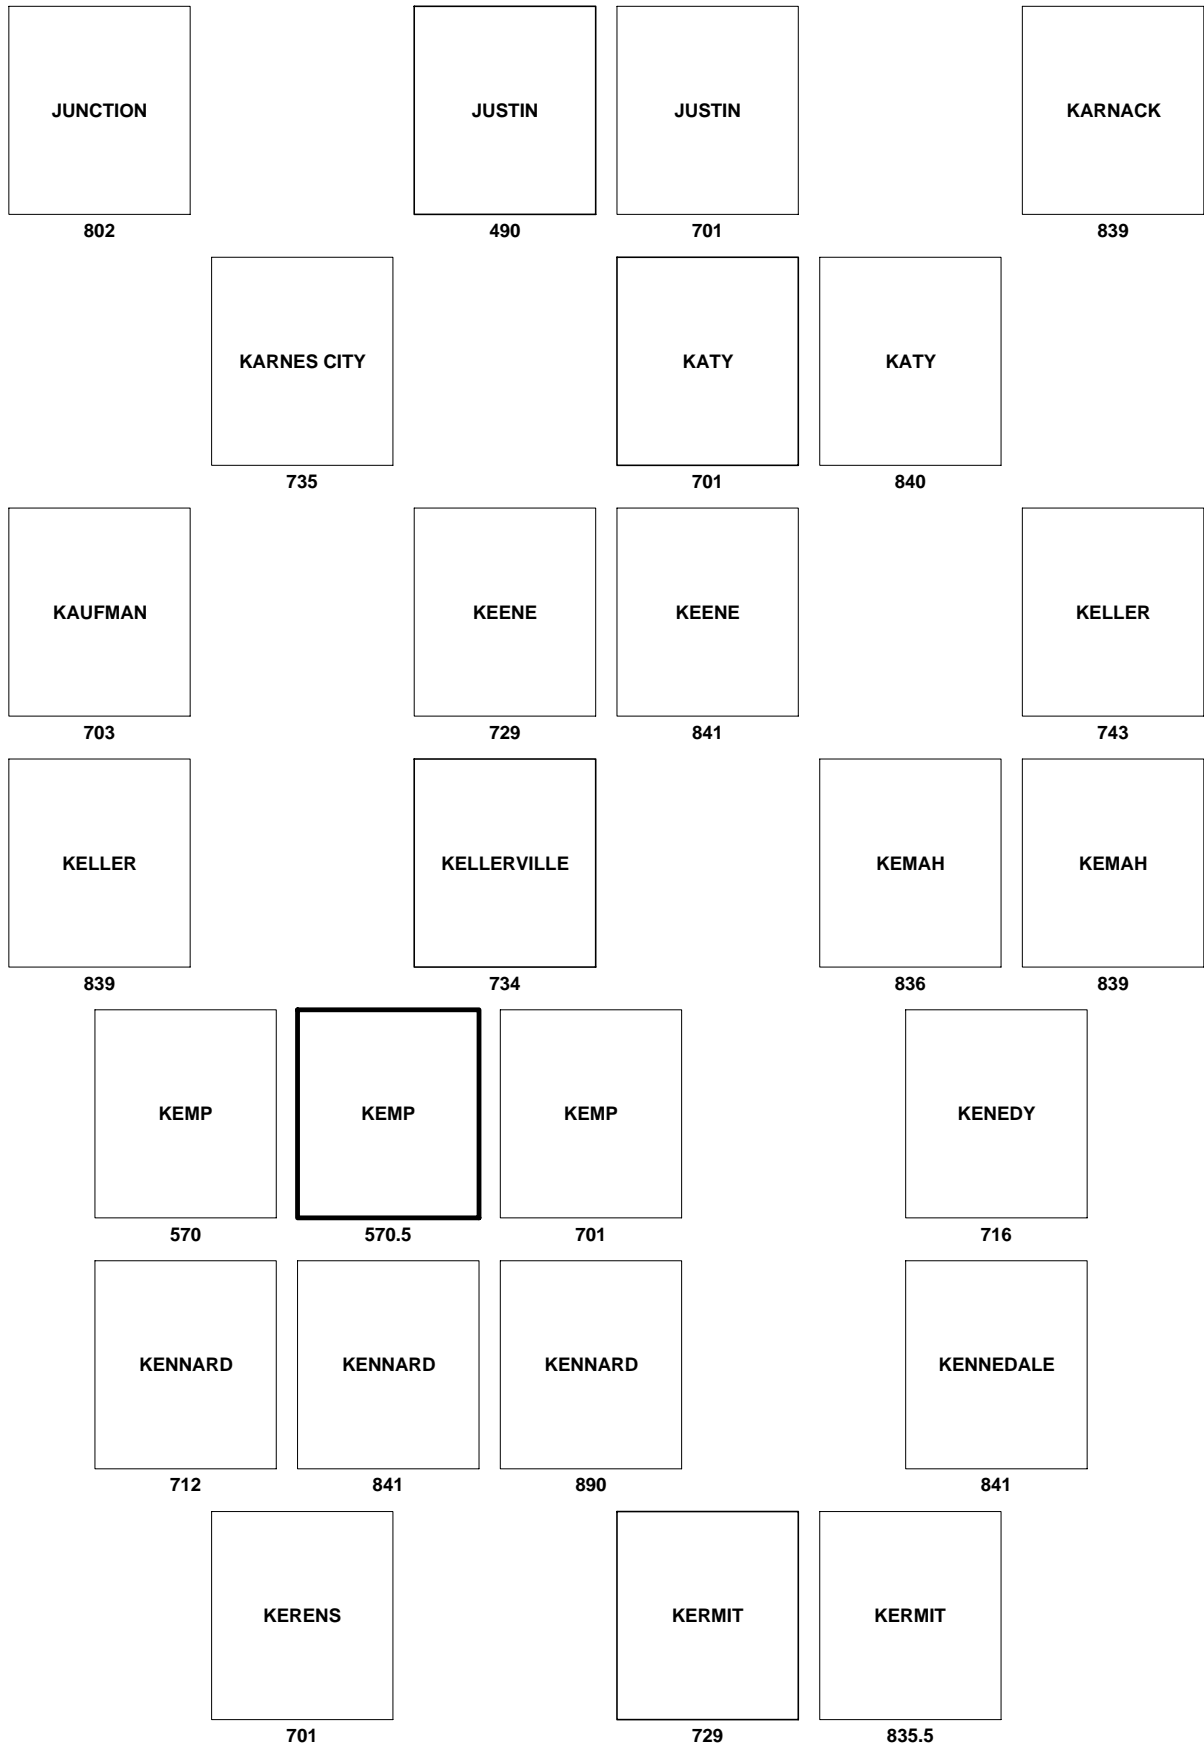 JUNCTION JUSTIN JUSTIN KARNACK
802 490 701 839
KARNES CITY KATY KATY
735 701 840
KAUFMAN KEENE KEENE KELLER
703 729 841 743
KELLER KELLERVILLE KEMAH KEMAH
839 734 836 839
KEMP KEMP KEMP KENEDY
570 570.5 701 716
KENNARD KENNARD KENNARD KENNEDALE
712 841 890 841
KERENS KERMIT KERMIT
701 729 835.5